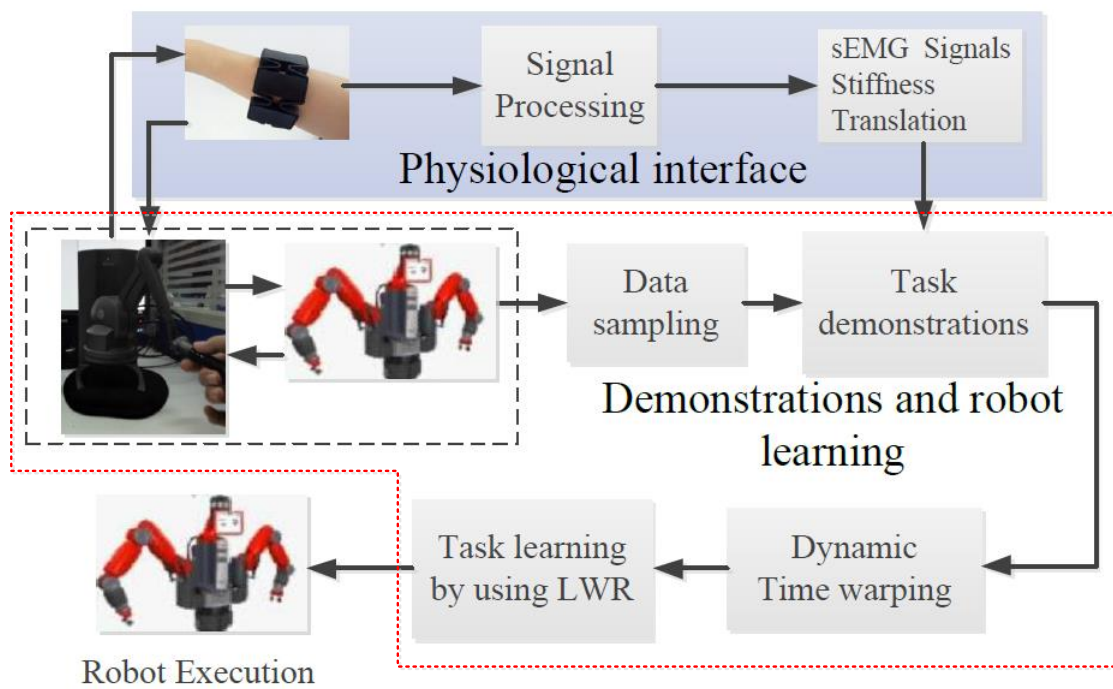 Signal
Processing
sEMG Signals
Stiffness
Translation
Physiological interface
Data
sampling
Task
demonstrations
Demonstrations and robot
learning
Task learning
by using LWR
Dynamic
Time warping
Robot Execution